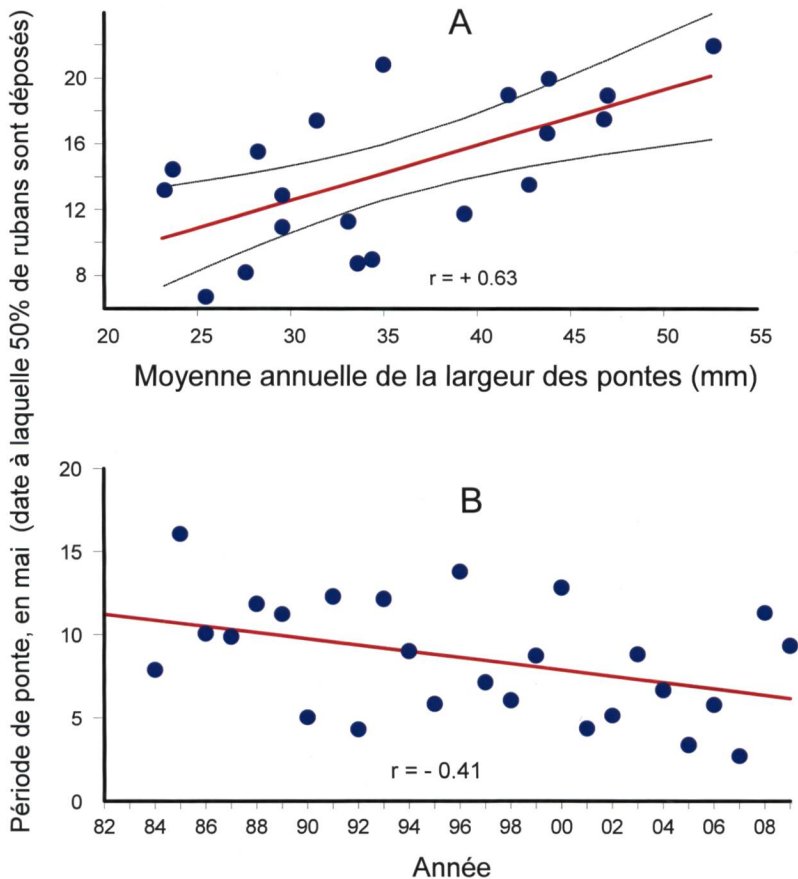 Période de ponte, en mai (date à laquelle 50% de rubans sont déposés)
A
20
16
12
8
r = + 0.63
20 25 30 35 40 45 50 55
Moyenne annuelle de la largeur des pontes (mm)
B
20
15
10
5
0
r = - 0.41
82 84 86 88 90 92 94 96 98 00 02 04 06 08
Année